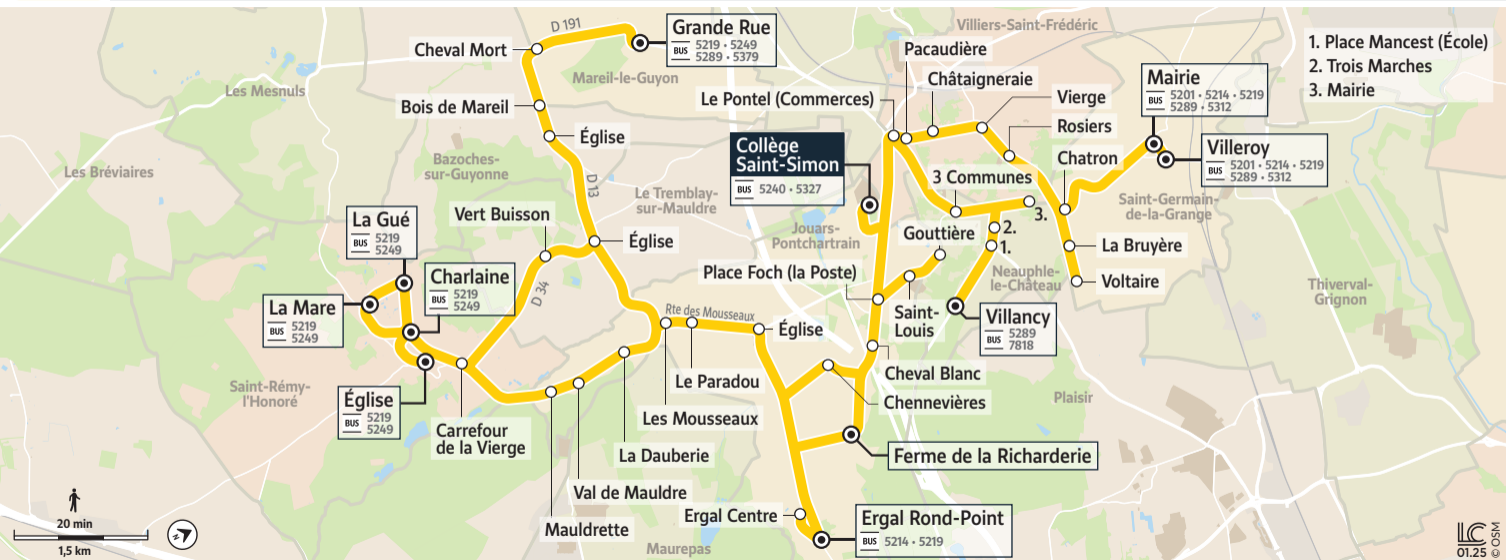 D 191
Grande Rue
BUS 5219 • 5249
5289 • 5379
Cheval Mort
Mareil-le-Guyon
Bois de Mareil
Église
Les Mesnuls
Les Bréviaires
Bazoches-
sur-Guyonne
D 13
Le Tremblay-
sur-Mauldre
Vert Buisson
Église
La Gué
BUS 5219
5249
Charlaine
BUS 5219
5249
La Mare
BUS 5219
5249
D 34
Saint-Rémy-
l'Honoré
Église
BUS 5219
5249
Carrefour
de la Vierge
Rte des Mousseaux
Église
Le Paradou
Les Mousseaux
La Dauberie
Val de Mauldre
Mauldrette
Ergal Centre
Maurepas
Ergal Rond-Point
BUS 5214 • 5219
Ferme de la Richarderie
Chennevières
Cheval Blanc
Plaisir
Villiers-Saint-Frédéric
Pacaudière
Châtaigneraie
Le Pontel (Commerces)
Vierge
Rosiers
Chatron
Collège
Saint-Simon
BUS 5240 • 5327
3 Communes
3.
2.
1.
Jouars-
Pontchartrain
Gouttière
Place Foch (la Poste)
Saint-
Louis
Neauphle-
le-Château
Villancy
BUS 5289
7818
Mairie
BUS 5201 • 5214 • 5219
5289 • 5312
Villeroy
BUS 5201 • 5214 • 5219
5289 • 5312
Saint-Germain-
de-la-Grange
La Bruyère
Voltaire
Thiverval-
Grignon
1. Place Mancest (École)
2. Trois Marches
3. Mairie
20 min
1,5 km
LC
01.25
© OSM